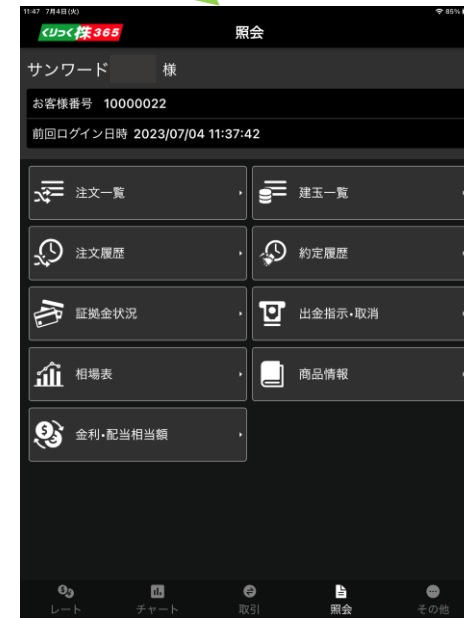 11:47 7月4日(火)
85%
くりっく株365
照会
サンワード 様
お客様番号 10000022
前回ログイン日時 2023/07/04 11:37:42
注文一覧
建玉一覧
注文履歴
約定履歴
証拠金状況
出金指示・取消
相場表
商品情報
金利・配当相当額
レート
チャート
取引
照会
その他